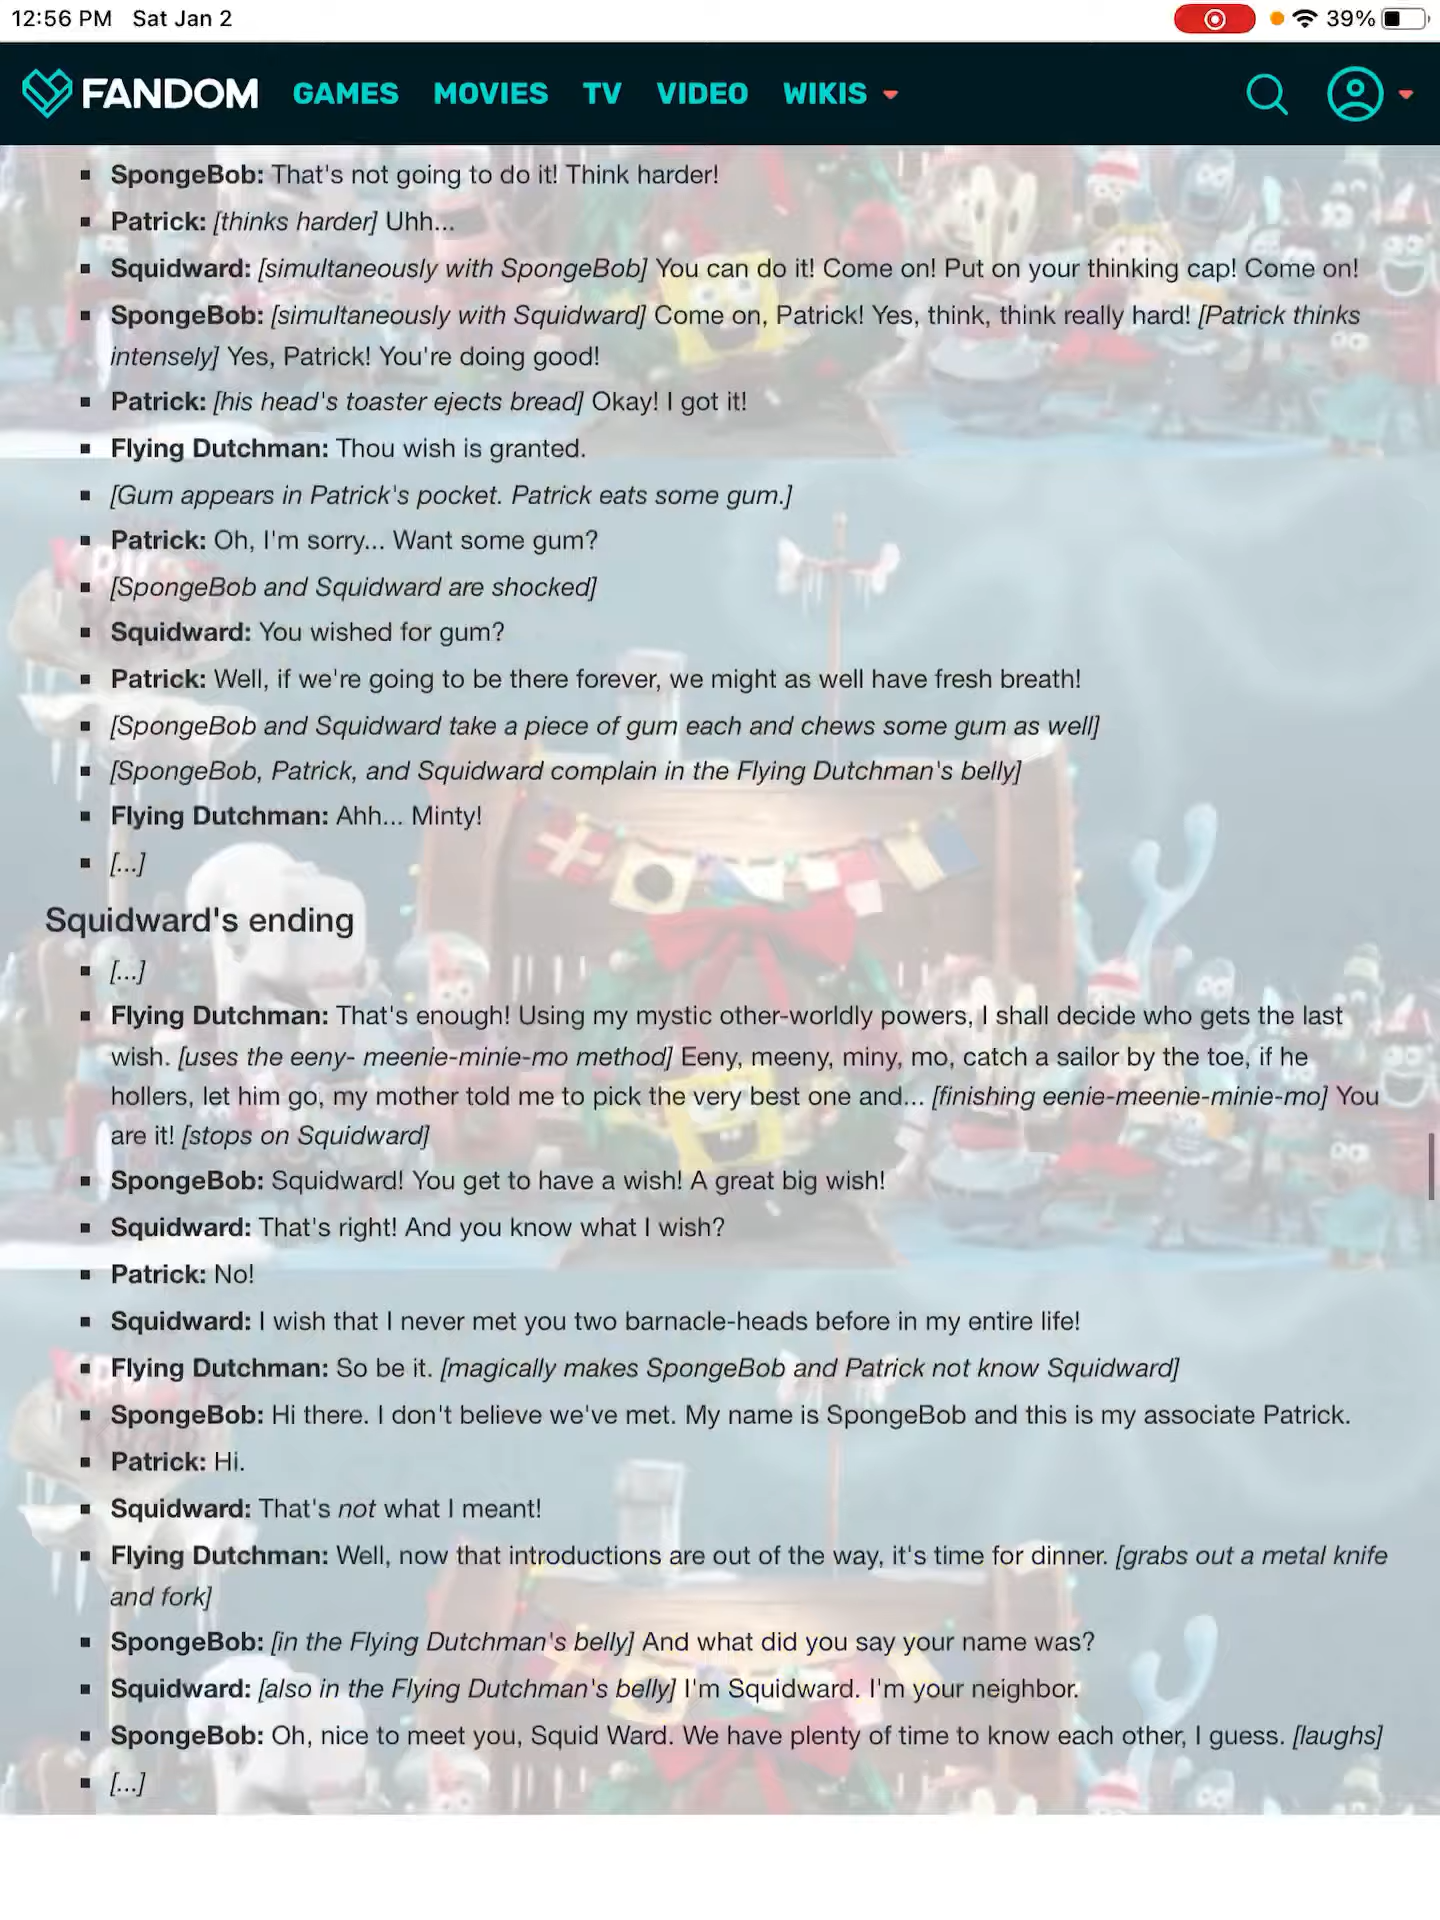 12:56 PM Sat Jan 2
39%
FANDOM GAMES MOVIES TV VIDEO WIKIS
▪ SpongeBob: That's not going to do it! Think harder!
▪ Patrick: [thinks harder] Uhh...
▪ Squidward: [simultaneously with SpongeBob] You can do it! Come on! Put on your thinking cap! Come on!
▪ SpongeBob: [simultaneously with Squidward] Come on, Patrick! Yes, think, think really hard! [Patrick thinks
intensely] Yes, Patrick! You're doing good!
▪ Patrick: [his head's toaster ejects bread] Okay! I got it!
▪ Flying Dutchman: Thou wish is granted.
▪ [Gum appears in Patrick's pocket. Patrick eats some gum.]
▪ Patrick: Oh, I'm sorry... Want some gum?
▪ [SpongeBob and Squidward are shocked]
▪ Squidward: You wished for gum?
▪ Patrick: Well, if we're going to be there forever, we might as well have fresh breath!
▪ [SpongeBob and Squidward take a piece of gum each and chews some gum as well]
▪ [SpongeBob, Patrick, and Squidward complain in the Flying Dutchman's belly]
▪ Flying Dutchman: Ahh... Minty!
▪ [...]
Squidward's ending
▪ [...]
▪ Flying Dutchman: That's enough! Using my mystic other-worldly powers, I shall decide who gets the last
wish. [uses the eeny- meenie-minie-mo method] Eeny, meeny, miny, mo, catch a sailor by the toe, if he
hollers, let him go, my mother told me to pick the very best one and... [finishing eenie-meenie-minie-mo] You
are it! [stops on Squidward]
▪ SpongeBob: Squidward! You get to have a wish! A great big wish!
▪ Squidward: That's right! And you know what I wish?
▪ Patrick: No!
▪ Squidward: I wish that I never met you two barnacle-heads before in my entire life!
▪ Flying Dutchman: So be it. [magically makes SpongeBob and Patrick not know Squidward]
▪ SpongeBob: Hi there. I don't believe we've met. My name is SpongeBob and this is my associate Patrick.
▪ Patrick: Hi.
▪ Squidward: That's not what I meant!
▪ Flying Dutchman: Well, now that introductions are out of the way, it's time for dinner. [grabs out a metal knife
and fork]
▪ SpongeBob: [in the Flying Dutchman's belly] And what did you say your name was?
▪ Squidward: [also in the Flying Dutchman's belly] I'm Squidward. I'm your neighbor.
▪ SpongeBob: Oh, nice to meet you, Squid Ward. We have plenty of time to know each other, I guess. [laughs]
▪ [...]